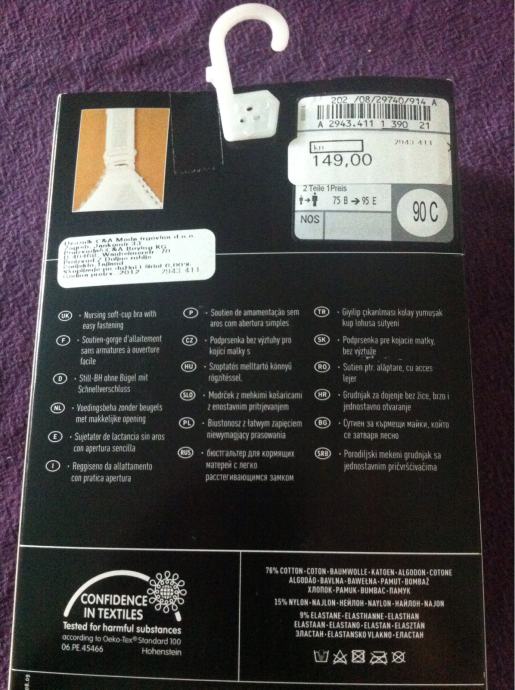 202 /08/29740/914 A
A 2943.411 1 390 21
kn
2943 411
149,00
2 Teile 1Preis
75 B → 95 E
NOS
90 C
C&A Moda
C&A Buying KG
2012
2943 411
UK · Nursing soft-cup bra with
easy fastening
F · Soutien-gorge d'allaitement
sans armatures à ouverture
facile
D · Still-BH ohne Bügel mit
Schnellverschluss
NL · Voedingsbeha zonder beugels
met makkelijke opening
E · Sujetador de lactancia sin aros
con apertura sencilla
I · Reggiseno da allattamento
con pratica apertura
P · Soutien de amamentação sem
aros com abertura simples
CZ · Podprsenka bez výztuhy pro
kojící matky s
HU · Szoptatós melltartó könnyű
rögzítéssel.
SLO · Modrček z mehkimi košaricami
z enostavnim pritrjevanjem
PL · Biustonosz z łatwym zapięciem
niewymagający prasowania
RUS · бюстгальтер для кормящих
матерей с легко
расстегивающимся замком
TR · Giyilip çıkarılması kolay yumuşak
kup lohusa sütyeni
SK · Podprsenka pre kojacie matky,
bez výztuže
RO · Sutien ptr. alăptare, cu acces
lejer
HR · Grudnjak za dojenje bez žice, brzo i
jednostavno otvaranje
BG · Сутиен за кърмещи майки, който
се затваря лесно
SRB · Porodiljski mekeni grudnjak sa
jednostavnim pričvršćivačima
CONFIDENCE
IN TEXTILES
Tested for harmful substances
according to Oeko-Tex® Standard 100
06.PE.45466 Hohenstein
76% COTTON-COTON-BAUMWOLLE-KATOEN-ALGODON-COTONE
ALGODÃO-BAVLNA-BAWEŁNA-PAMUT-BOMBAŽ
ХЛОПОК-PAMUK-BUMBAC-ПАМУК
15% NYLON-NAJLON-НЕЙЛОН-NAYLON-НАЙЛОН-NAJON
9% ELASTANE-ELASTHANNE-ELASTHAN
ELASTAAN-ELASTANO-ELASTAN-ELASZTÁN
ЭЛАСТАН-ELASTANSKO VLAKNO-ЕЛАСТАН